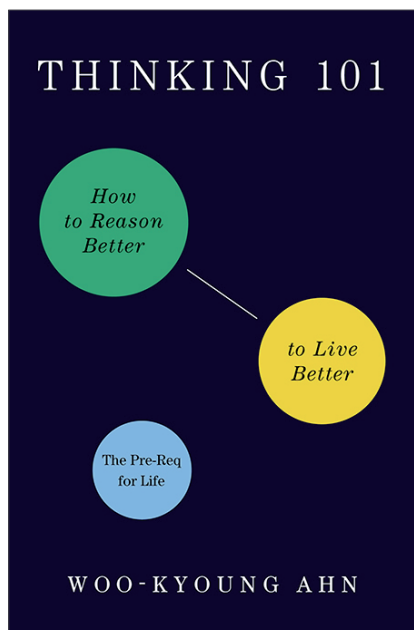 THINKING 101
How
to Reason
Better
to Live
Better
The Pre-Req
for Life
WOO-KYOUNG AHN